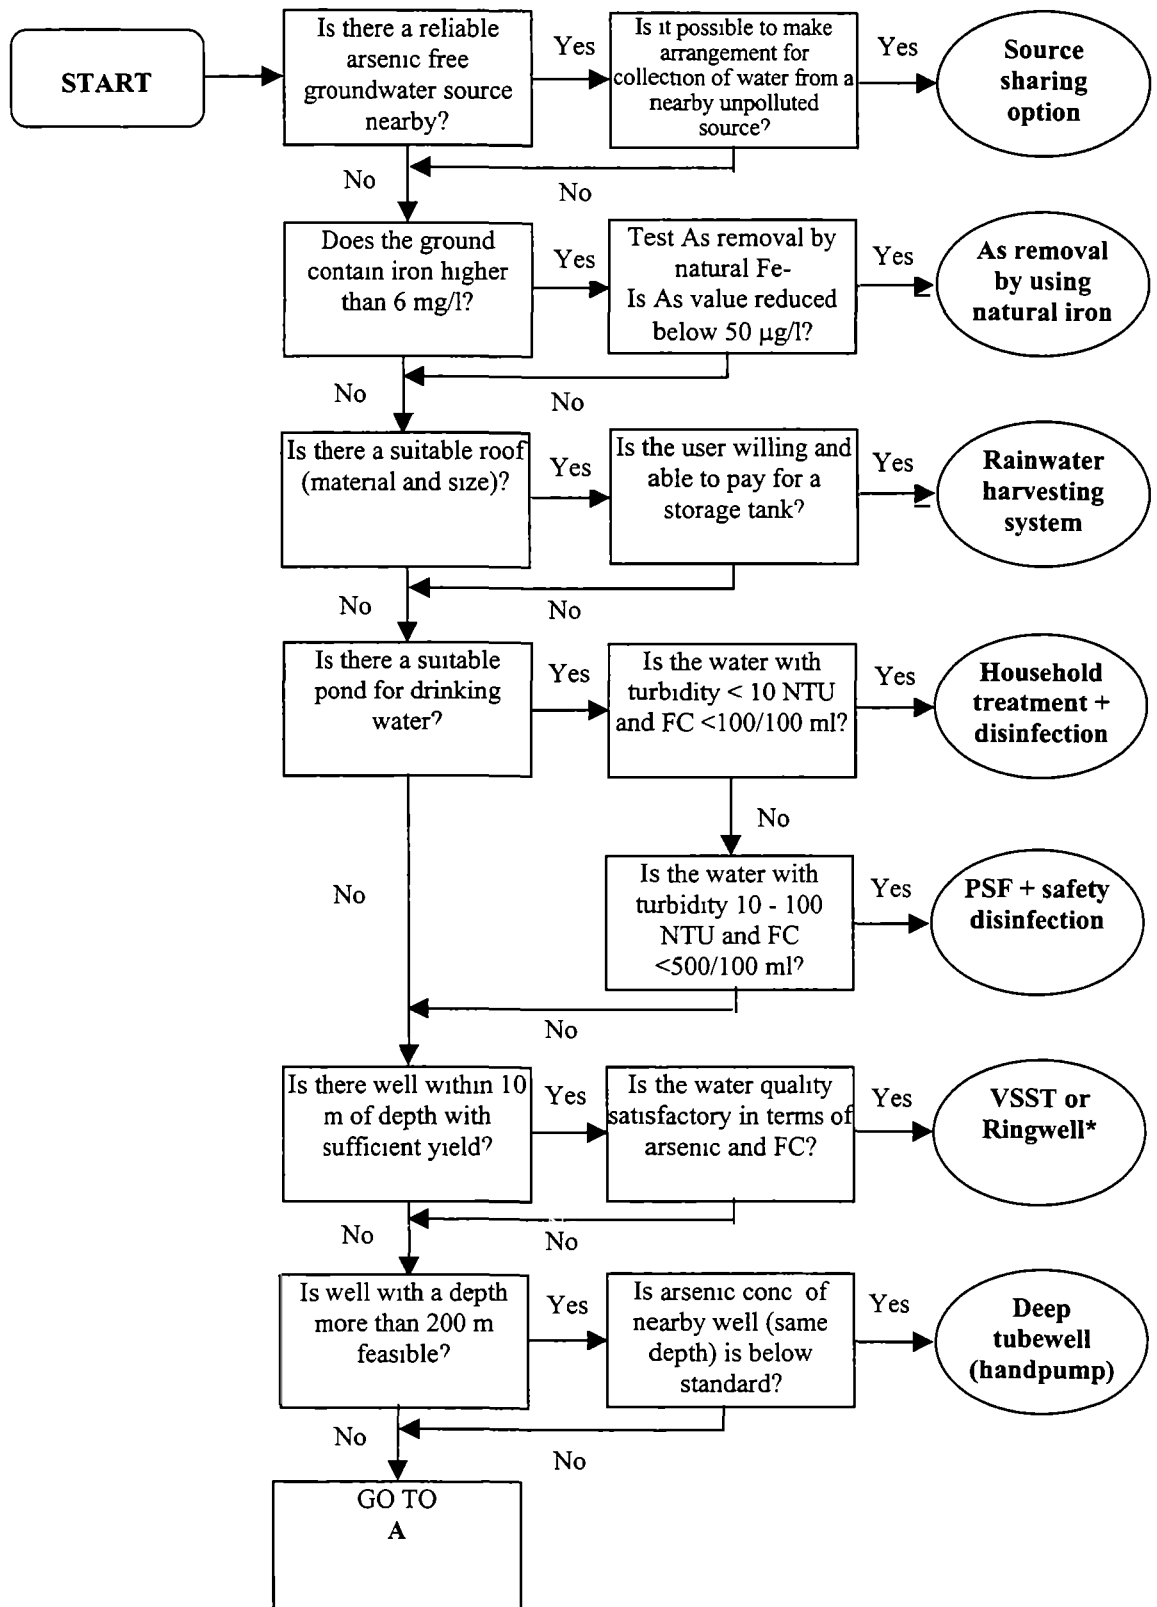 START
Is there a reliable
arsenic free
groundwater source
nearby?
Yes
Is it possible to make
arrangement for
collection of water from a
nearby unpolluted
source?
Yes
Source
sharing
option
No
No
Does the ground
contain iron higher
than 6 mg/l?
Yes
Test As removal by
natural Fe-
Is As value reduced
below 50 µg/l?
Yes
As removal
by using
natural iron
No
No
Is there a suitable roof
(material and size)?
Yes
Is the user willing and
able to pay for a
storage tank?
Yes
Rainwater
harvesting
system
No
No
Is there a suitable
pond for drinking
water?
Yes
Is the water with
turbidity < 10 NTU
and FC <100/100 ml?
Yes
Household
treatment +
disinfection
No
No
Is the water with
turbidity 10 - 100
NTU and FC
<500/100 ml?
Yes
PSF + safety
disinfection
No
Is there well within 10
m of depth with
sufficient yield?
Yes
Is the water quality
satisfactory in terms of
arsenic and FC?
Yes
VSST or
Ringwell*
No
No
Is well with a depth
more than 200 m
feasible?
Yes
Is arsenic conc of
nearby well (same
depth) is below
standard?
Yes
Deep
tubewell
(handpump)
No
No
GO TO
A